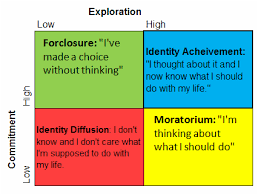 Exploration
Low High
Forclosure: "I've
made a choice
without thinking"
Identity Acheivement:
"I thought about it and I
now know what I should
do with my life."
High
Commitment
Low
Identity Diffusion: I don't
know and I don't care what
I'm supposed to do with
my life.
Moratorium: "I'm
thinking about
what I should do"